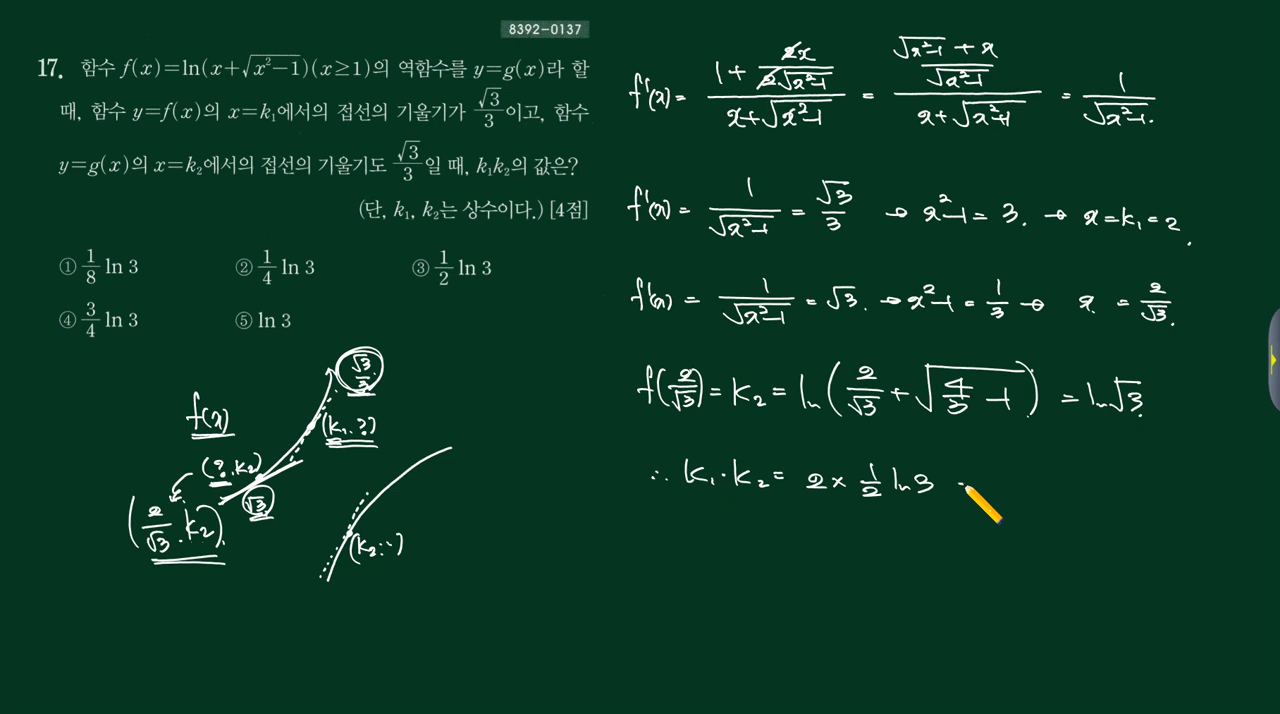 8392-0137
17. 함수 f(x)=ln(x+√(x²−1))(x≥1)의 역함수를 y=g(x)라 할
때, 함수 y=f(x)의 x=k₁에서의 접선의 기울기가 √3/3이고, 함수
y=g(x)의 x=k₂에서의 접선의 기울기도 √3/3일 때, k₁k₂의 값은?
(단, k₁, k₂는 상수이다.) [4점]
① 1/8 ln 3 ② 1/4 ln 3 ③ 1/2 ln 3
④ 3/4 ln 3 ⑤ ln 3
√3/3
f(x)
(k₁.?)
(?.k₂)
√3
(2/√3.k₂)
(k₂..)
f'(x)= (1+2x/(2√(x²−1)))/(x+√(x²−1)) = ((√(x²−1)+x)/√(x²−1))/(x+√(x²−1)) = 1/√(x²−1).
f'(x)= 1/√(x²−1) = √3/3 → x²−1=3. → x=k₁=2.
f'(x)= 1/√(x²−1) = √3. → x²−1=1/3 → x = 2/√3.
f(2/√3)=k₂=ln(2/√3+√(4/3−1)) = ln√3.
∴ k₁.k₂= 2×1/2 ln3